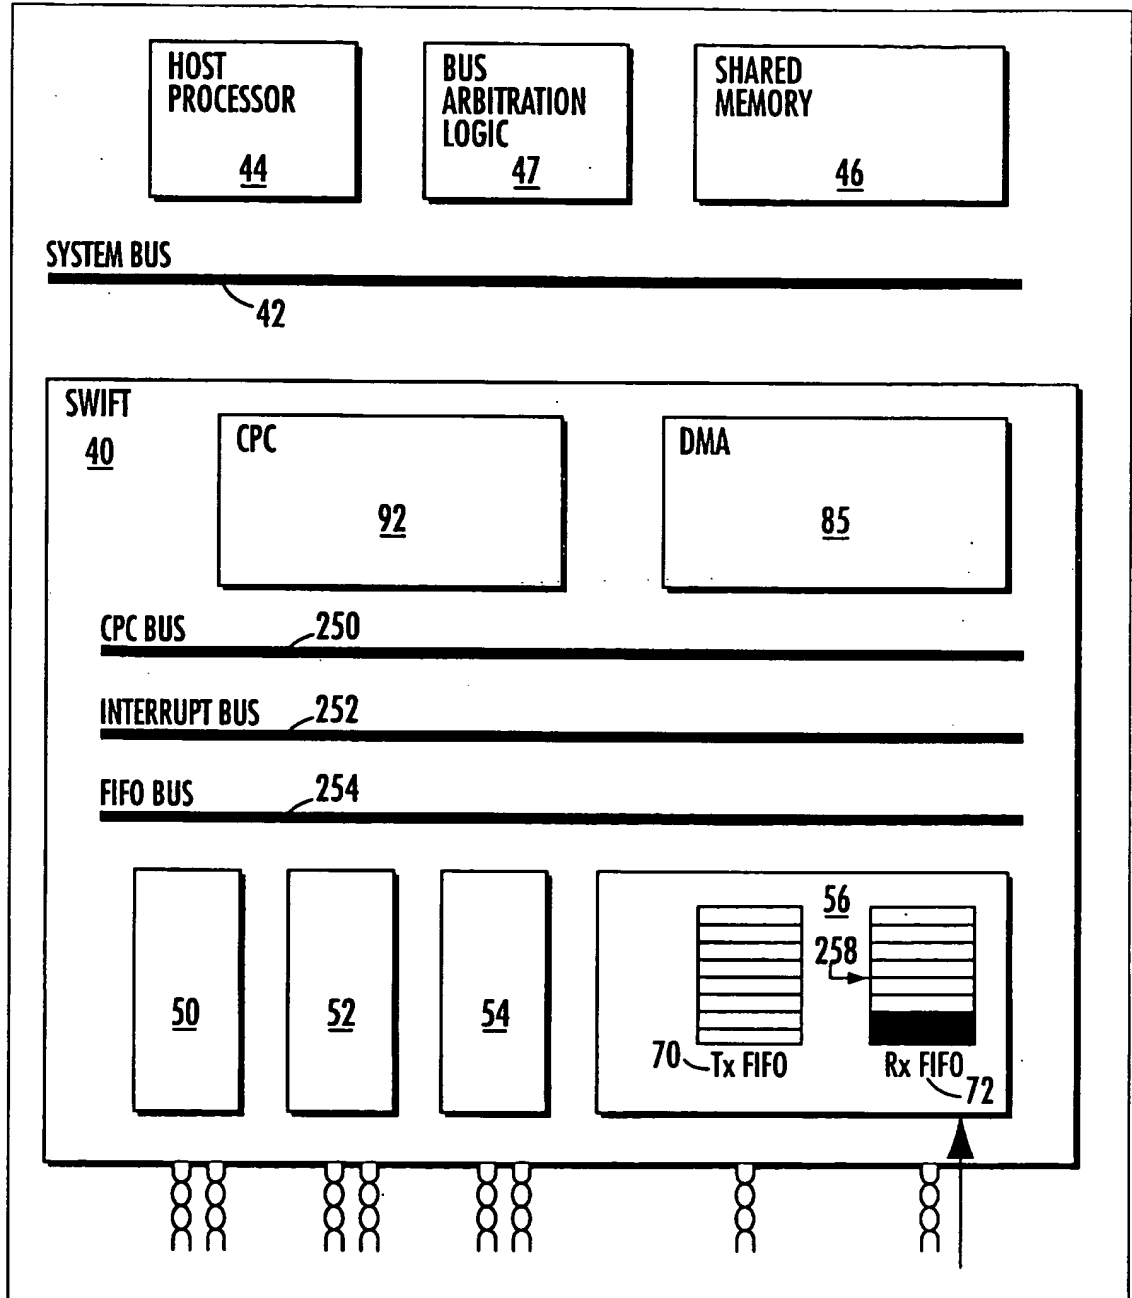 HOST
PROCESSOR
44
BUS
ARBITRATION
LOGIC
47
SHARED
MEMORY
46
SYSTEM BUS
42
SWIFT
40
CPC
92
DMA
85
CPC BUS
250
INTERRUPT BUS
252
FIFO BUS
254
50
52
54
56
258
70
Tx FIFO
Rx FIFO
72